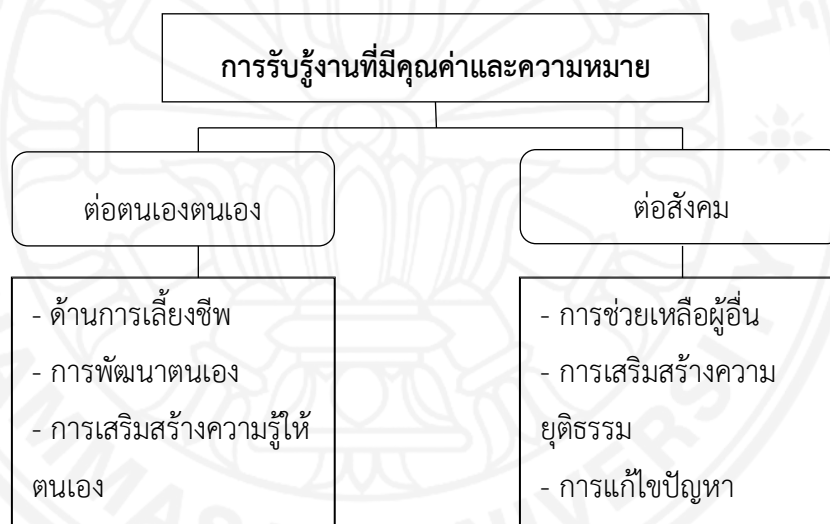 การรับรู้งานที่มีคุณค่าและความหมาย
ต่อตนเองตนเอง
ต่อสังคม
- ด้านการเลี้ยงชีพ
- การพัฒนาตนเอง
- การเสริมสร้างความรู้ให้
ตนเอง
- การช่วยเหลือผู้อื่น
- การเสริมสร้างความ
ยุติธรรม
- การแก้ไขปัญหา